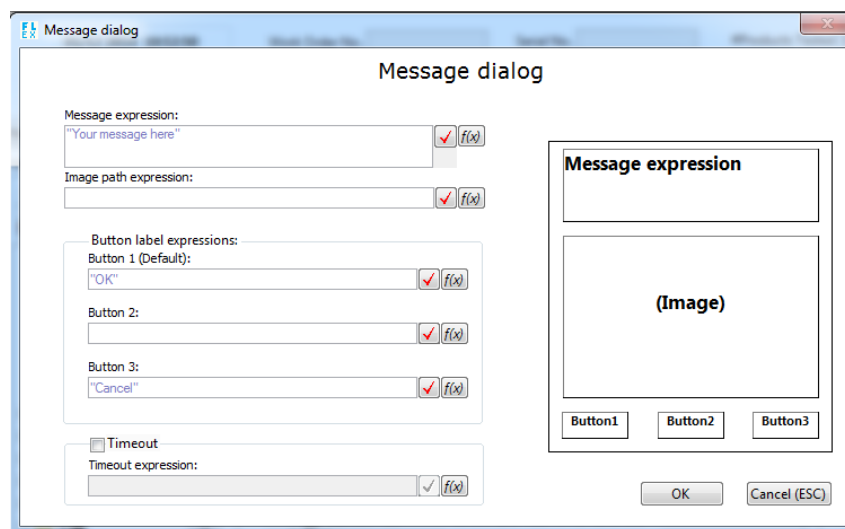 FL
EX
Message dialog
Message dialog
Message expression:
"Your message here"
f(x)
Image path expression:
f(x)
Button label expressions:
Button 1 (Default):
"OK"
f(x)
Button 2:
f(x)
Button 3:
"Cancel"
f(x)
Timeout
Timeout expression:
f(x)
Message expression
(Image)
Button1 Button2 Button3
OK Cancel (ESC)